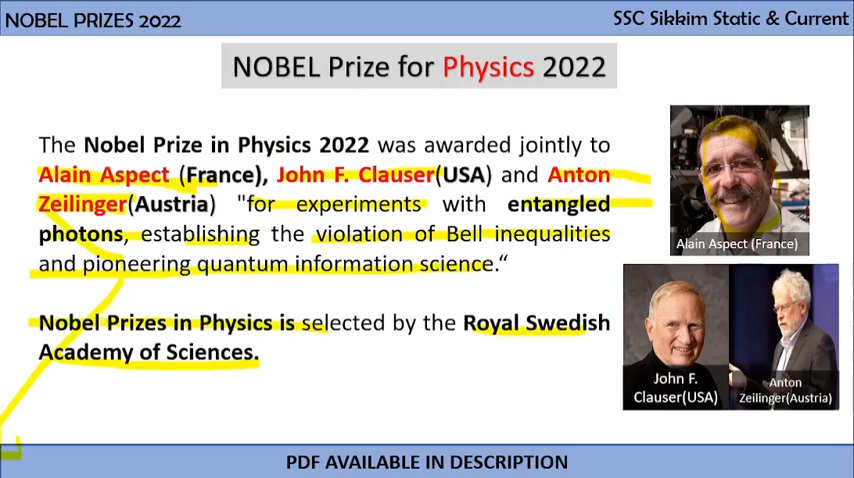 NOBEL PRIZES 2022
SSC Sikkim Static & Current
NOBEL Prize for Physics 2022
The Nobel Prize in Physics 2022 was awarded jointly to
Alain Aspect (France), John F. Clauser(USA) and Anton
Zeilinger(Austria) "for experiments with entangled
photons, establishing the violation of Bell inequalities
and pioneering quantum information science.“
Nobel Prizes in Physics is selected by the Royal Swedish
Academy of Sciences.
Alain Aspect (France)
John F.
Clauser(USA)
Anton
Zeilinger(Austria)
PDF AVAILABLE IN DESCRIPTION